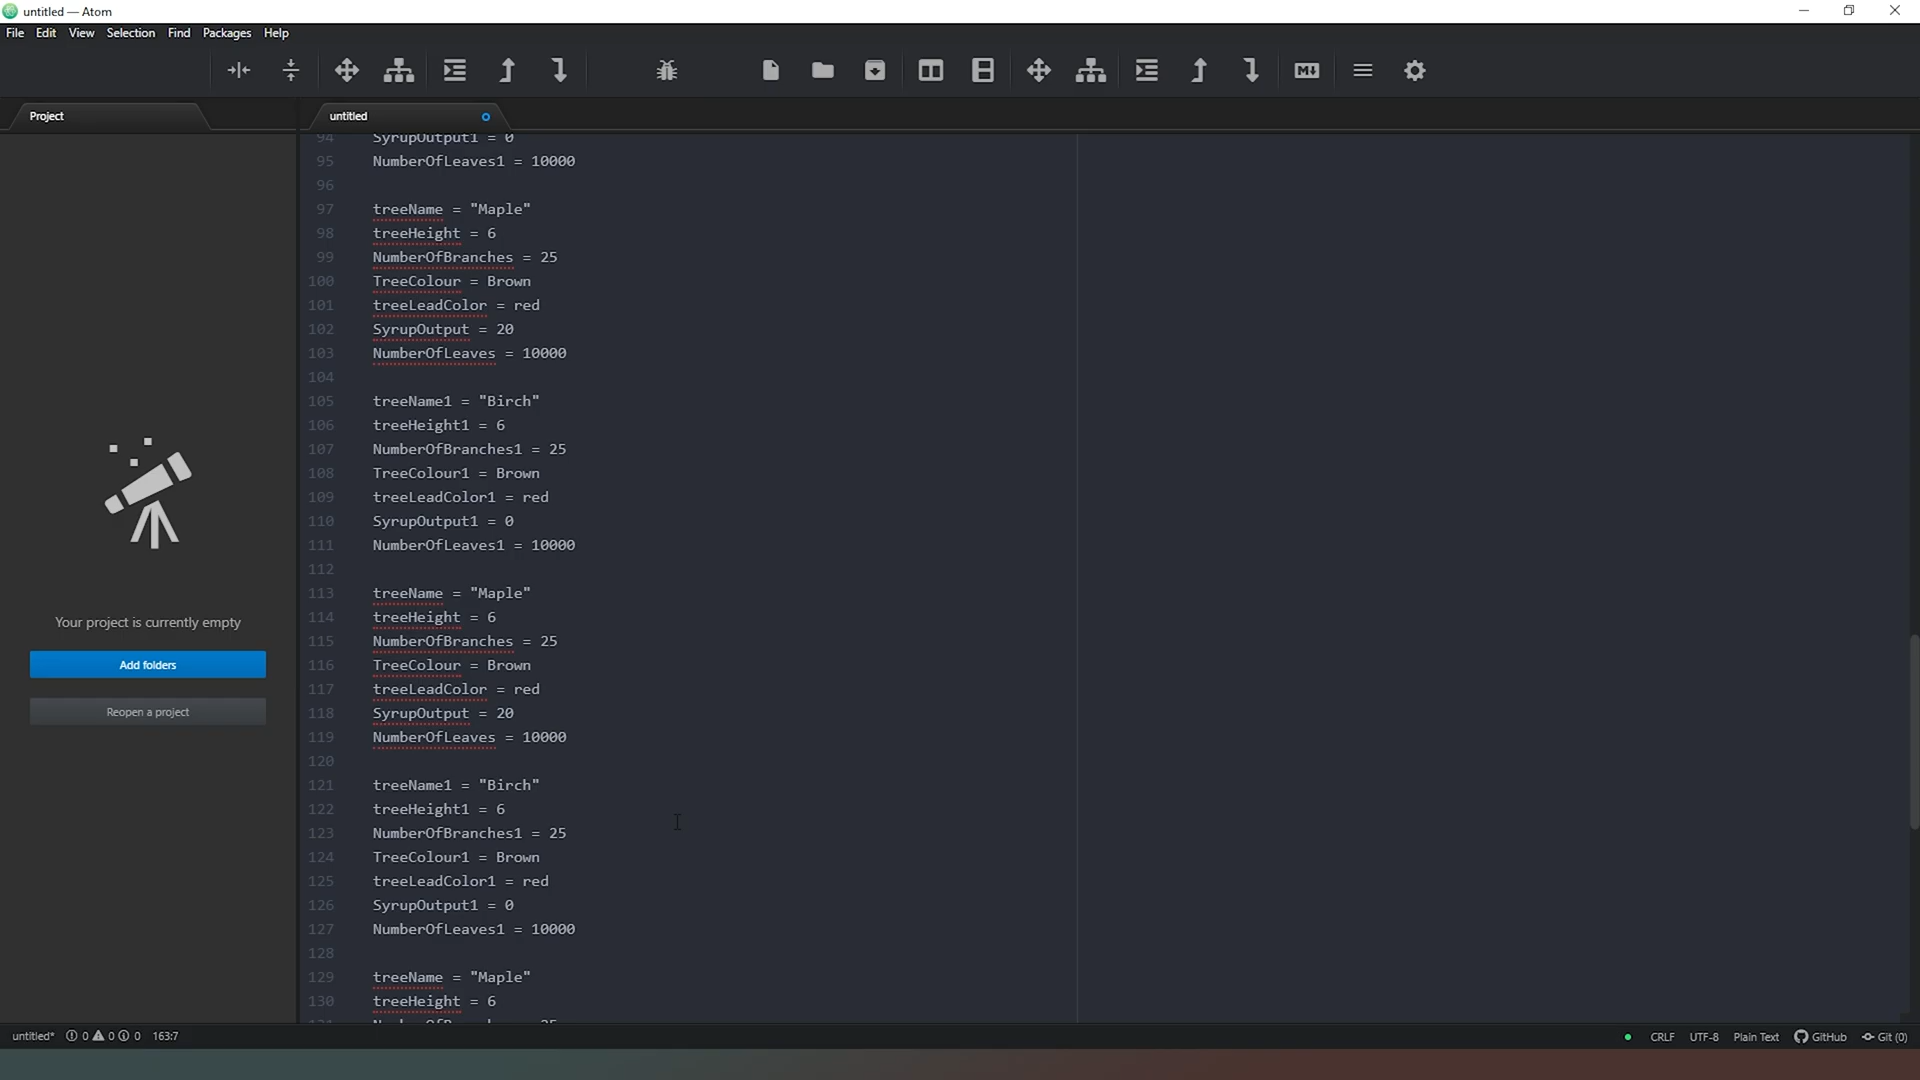 untitled — Atom
File Edit View Selection Find Packages Help
M↓
Project
untitled
94 SyrupOutput1 = 0
95 NumberOfLeaves1 = 10000
96
97 treeName = "Maple"
98 treeHeight = 6
99 NumberOfBranches = 25
100 TreeColour = Brown
101 treeLeadColor = red
102 SyrupOutput = 20
103 NumberOfLeaves = 10000
104
105 treeName1 = "Birch"
106 treeHeight1 = 6
107 NumberOfBranches1 = 25
108 TreeColour1 = Brown
109 treeLeadColor1 = red
110 SyrupOutput1 = 0
111 NumberOfLeaves1 = 10000
112
113 treeName = "Maple"
114 treeHeight = 6
115 NumberOfBranches = 25
116 TreeColour = Brown
117 treeLeadColor = red
118 SyrupOutput = 20
119 NumberOfLeaves = 10000
120
121 treeName1 = "Birch"
122 treeHeight1 = 6
123 NumberOfBranches1 = 25
124 TreeColour1 = Brown
125 treeLeadColor1 = red
126 SyrupOutput1 = 0
127 NumberOfLeaves1 = 10000
128
129 treeName = "Maple"
130 treeHeight = 6
Your project is currently empty
Add folders
Reopen a project
untitled* 0 0 0 163:7
CRLF UTF-8 Plain Text GitHub Git (0)